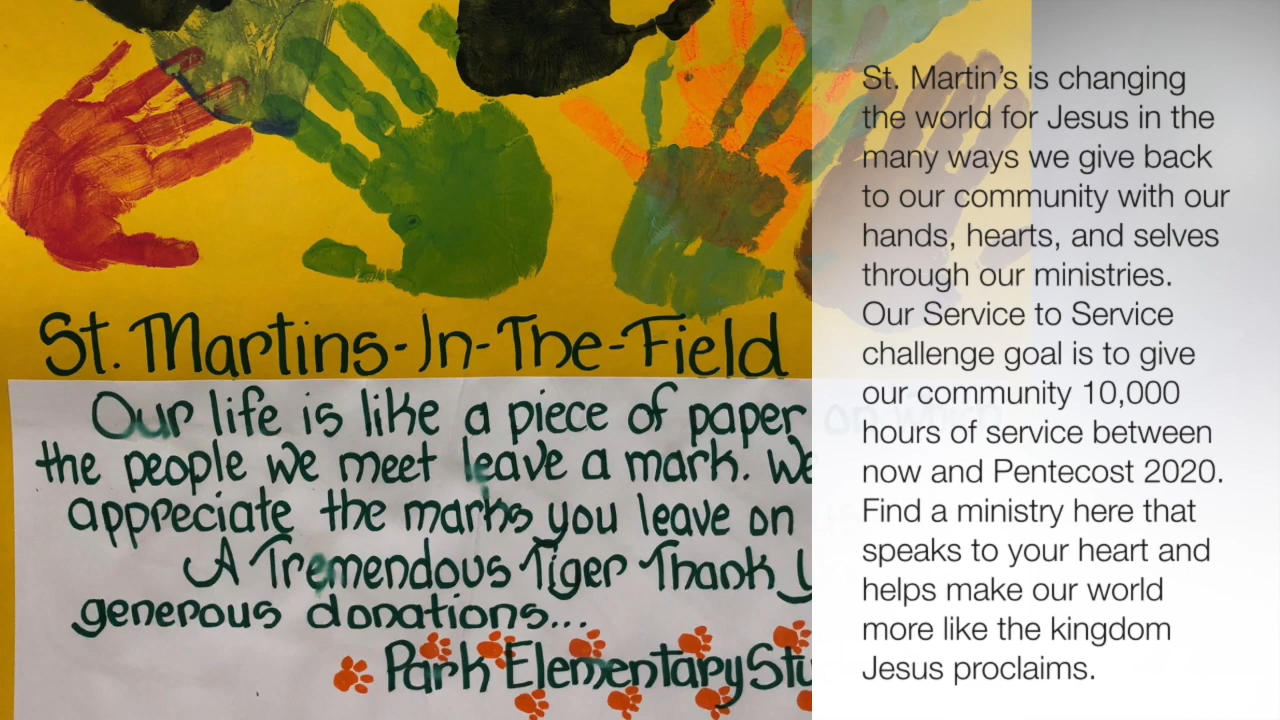 St. Martins-In-The-Field
Our life is like a piece of paper on which
the people we meet leave a mark. We
appreciate the marks you leave on
A Tremendous Tiger Thank
generous donations...
Park Elementary
St. Martin's is changing
the world for Jesus in the
many ways we give back
to our community with our
hands, hearts, and selves
through our ministries.
Our Service to Service
challenge goal is to give
our community 10,000
hours of service between
now and Pentecost 2020.
Find a ministry here that
speaks to your heart and
helps make our world
more like the kingdom
Jesus proclaims.